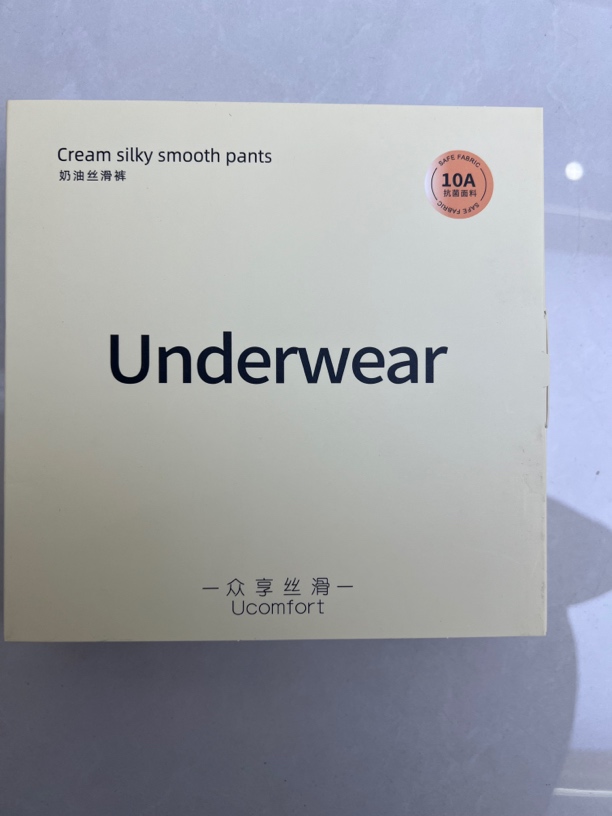 Cream silky smooth pants
奶油丝滑裤
SAFE FABRIC
10A
抗菌面料
SAFE FABRIC
Underwear
一众享丝滑一
Ucomfort